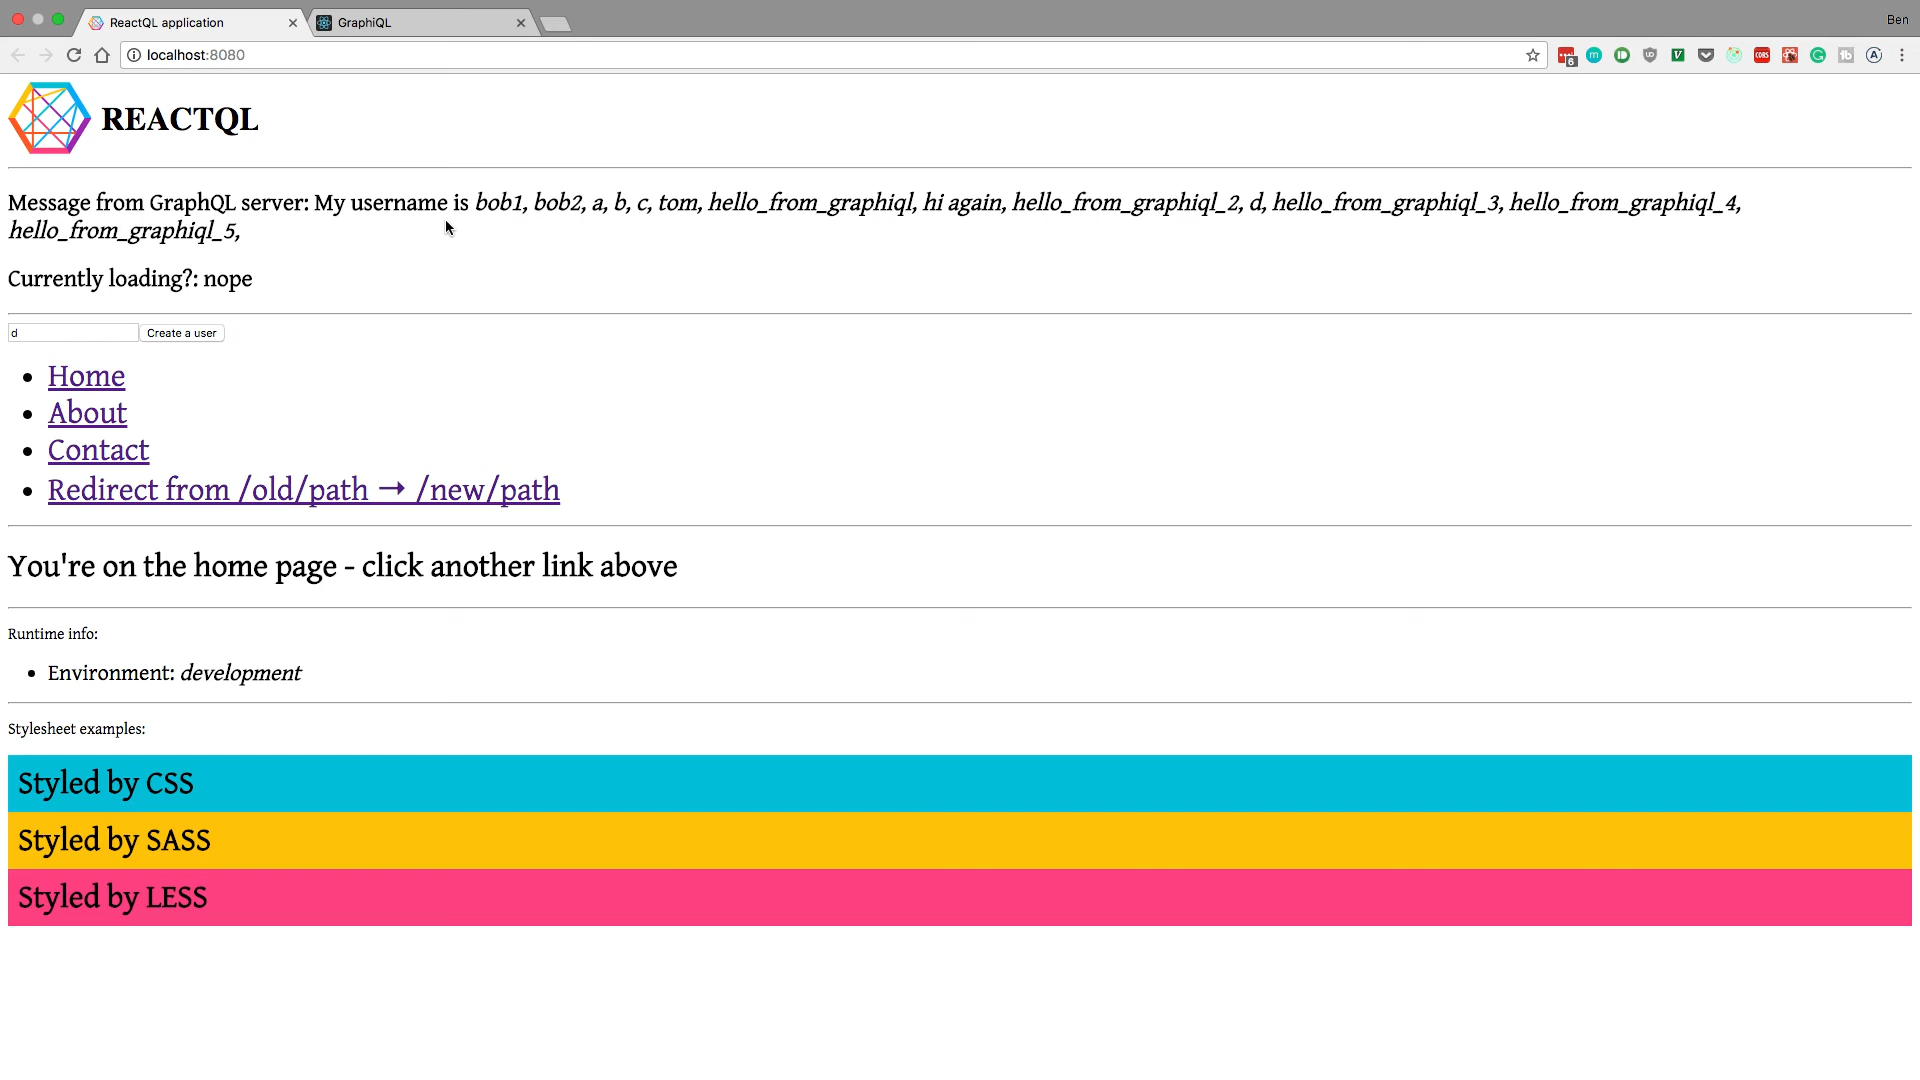 ReactQL application
GraphiQL
Ben
localhost:8080
6
m
V
CORS
G
A
REACTQL
Message from GraphQL server: My username is bob1, bob2, a, b, c, tom, hello_from_graphiql, hi again, hello_from_graphiql_2, d, hello_from_graphiql_3, hello_from_graphiql_4,
hello_from_graphiql_5,
Currently loading?: nope
d
Create a user
Home
About
Contact
Redirect from /old/path → /new/path
You're on the home page - click another link above
Runtime info:
Environment: development
Stylesheet examples:
Styled by CSS
Styled by SASS
Styled by LESS